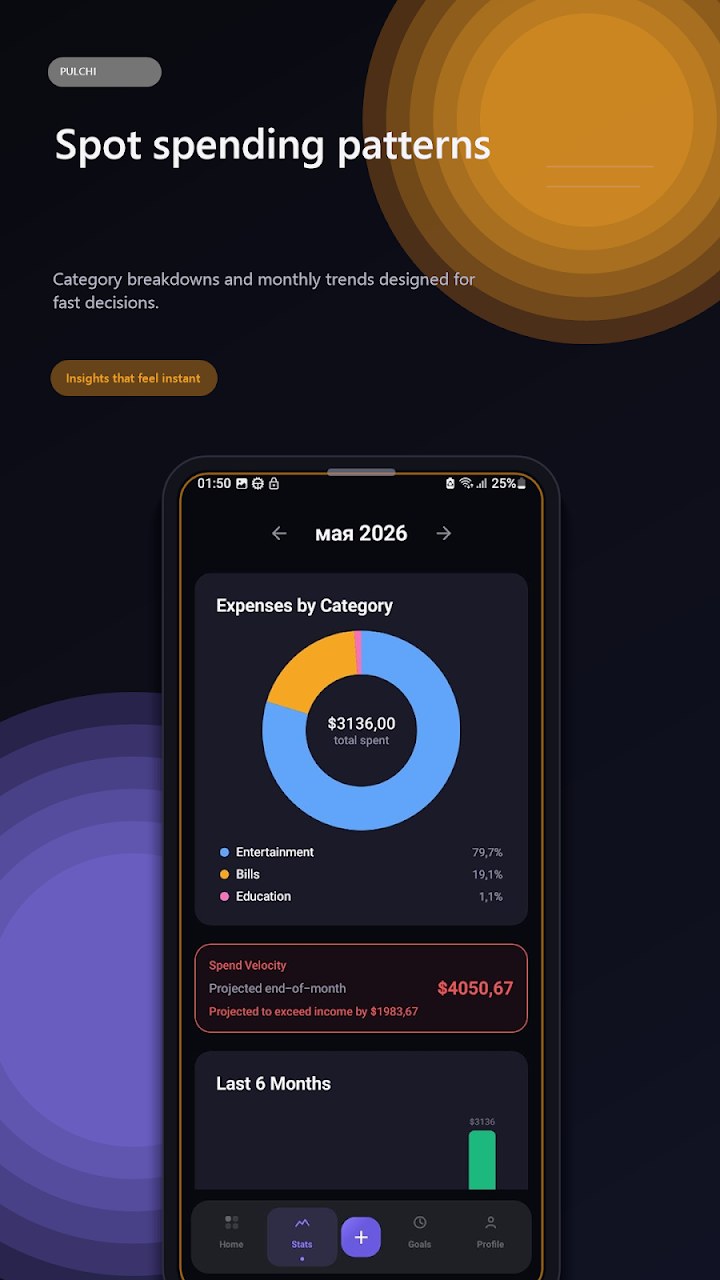 PULCHI
Spot spending patterns
Category breakdowns and monthly trends designed for
fast decisions.
Insights that feel instant
01:50 25%
мая 2026
Expenses by Category
$3136,00
total spent
Entertainment 79,7%
Bills 19,1%
Education 1,1%
Spend Velocity
Projected end-of-month $4050,67
Projected to exceed income by $1983,67
Last 6 Months
$3136
Home Stats + Goals Profile